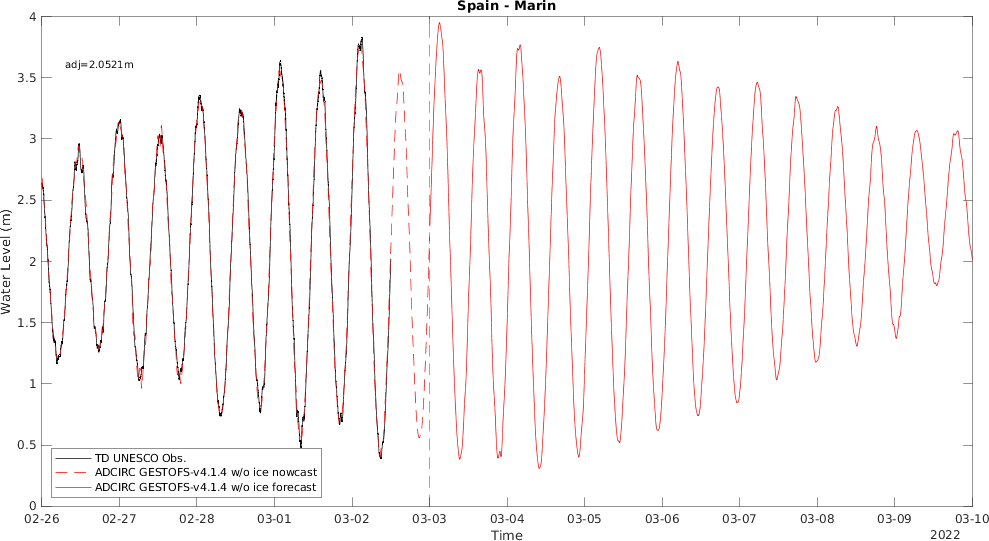 Spain - Marin
adj=2.0521m
Water Level (m)
4
3.5
3
2.5
2
1.5
1
0.5
0
TD UNESCO Obs.
ADCIRC GESTOFS-v4.1.4 w/o ice nowcast
ADCIRC GESTOFS-v4.1.4 w/o ice forecast
02-26 02-27 02-28 03-01 03-02 03-03 03-04 03-05 03-06 03-07 03-08 03-09 03-10
Time
2022